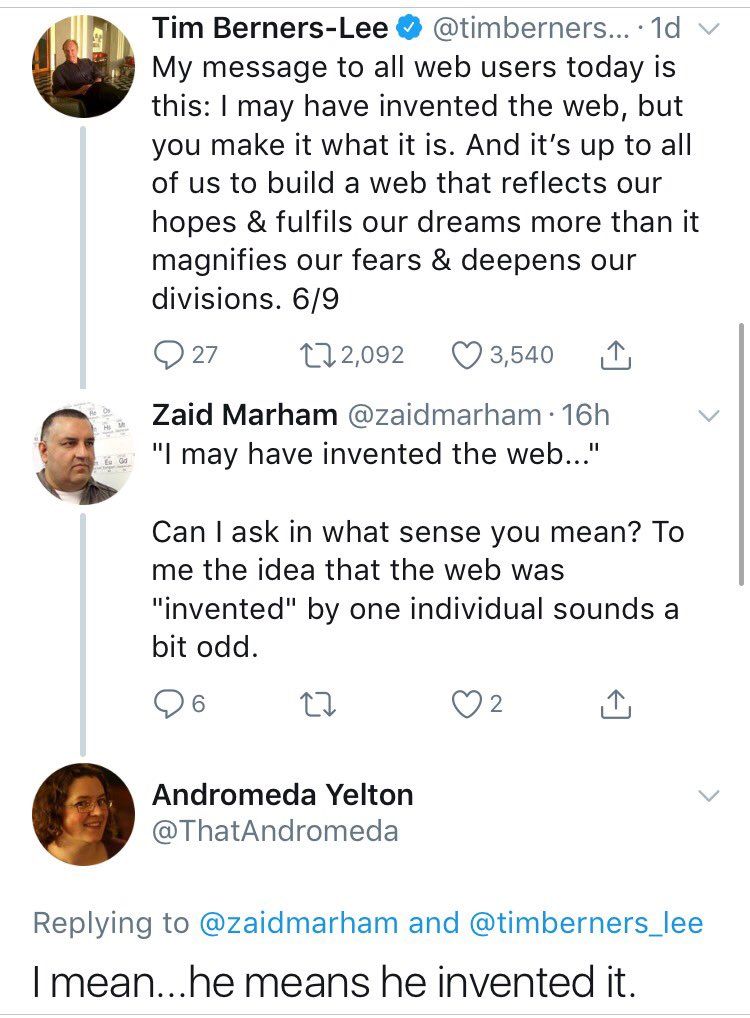 Tim Berners-Lee @timberners... · 1d
My message to all web users today is
this: I may have invented the web, but
you make it what it is. And it’s up to all
of us to build a web that reflects our
hopes & fulfils our dreams more than it
magnifies our fears & deepens our
divisions. 6/9
27 2,092 3,540
Zaid Marham @zaidmarham · 16h
"I may have invented the web..."
Can I ask in what sense you mean? To
me the idea that the web was
"invented" by one individual sounds a
bit odd.
6 2
Andromeda Yelton
@ThatAndromeda
Replying to @zaidmarham and @timberners_lee
I mean...he means he invented it.